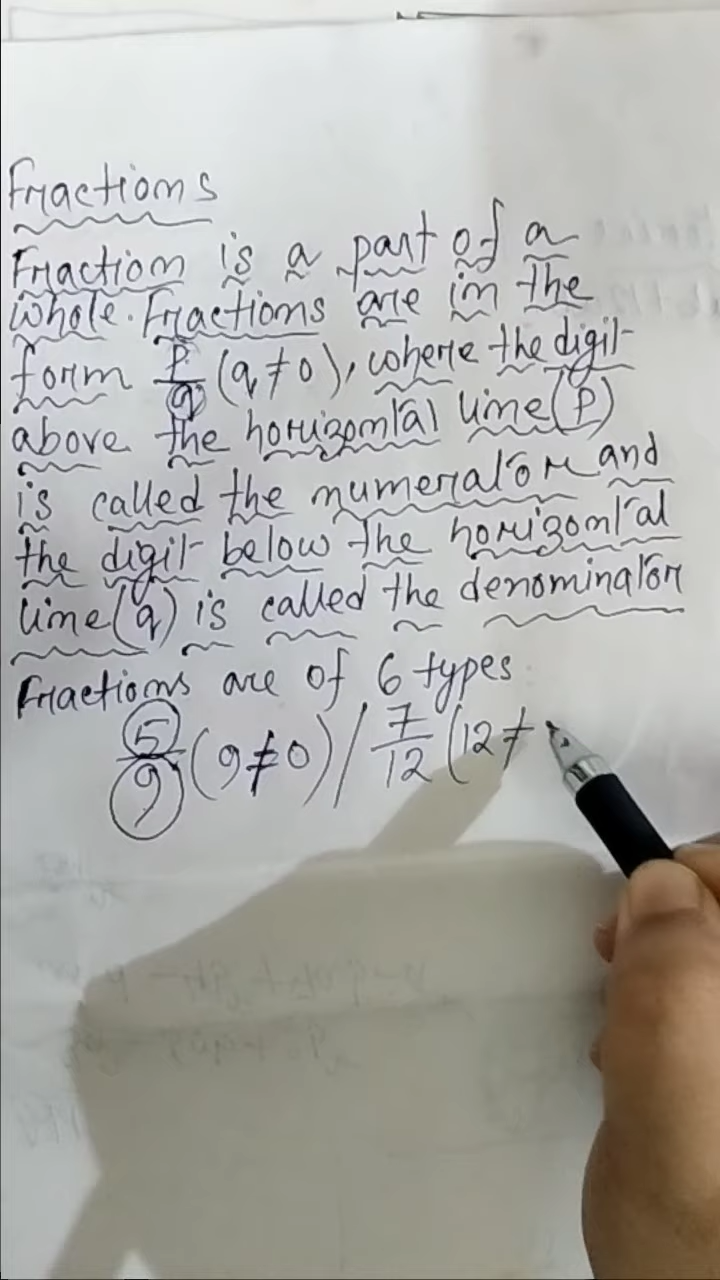 Fractions
Fraction is a part of a
whole. Fractions are in the
form p/q (q ≠ 0), where the digit
above the horizontal line (p)
is called the numerator and
the digit below the horizontal
line (q) is called the denominator
Fractions are of 6 types.
5/9 (9 ≠ 0) / 7/12 (12 ≠